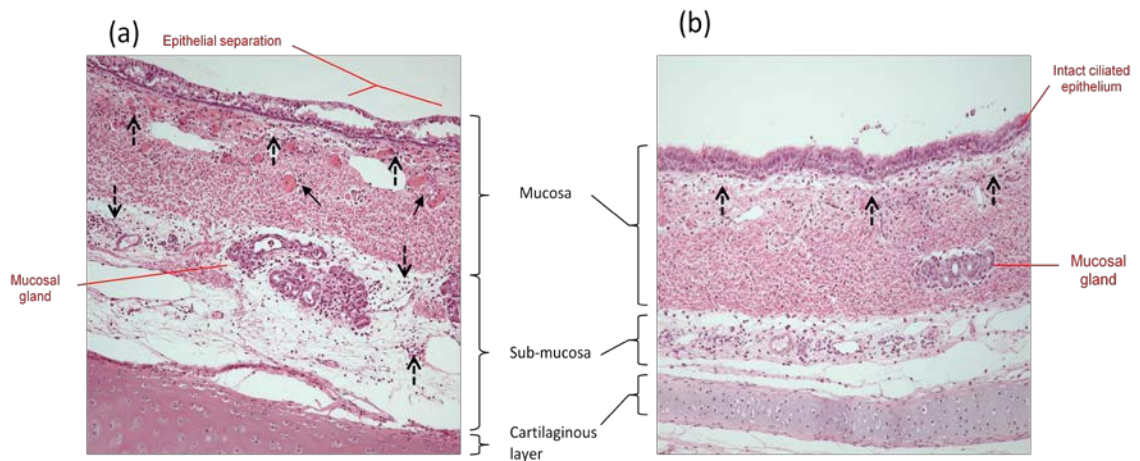 (a)
Epithelial separation
(b)
Intact ciliated
epithelium
Mucosa
Mucosal
gland
Mucosal
gland
Sub-mucosa
Cartilaginous
layer